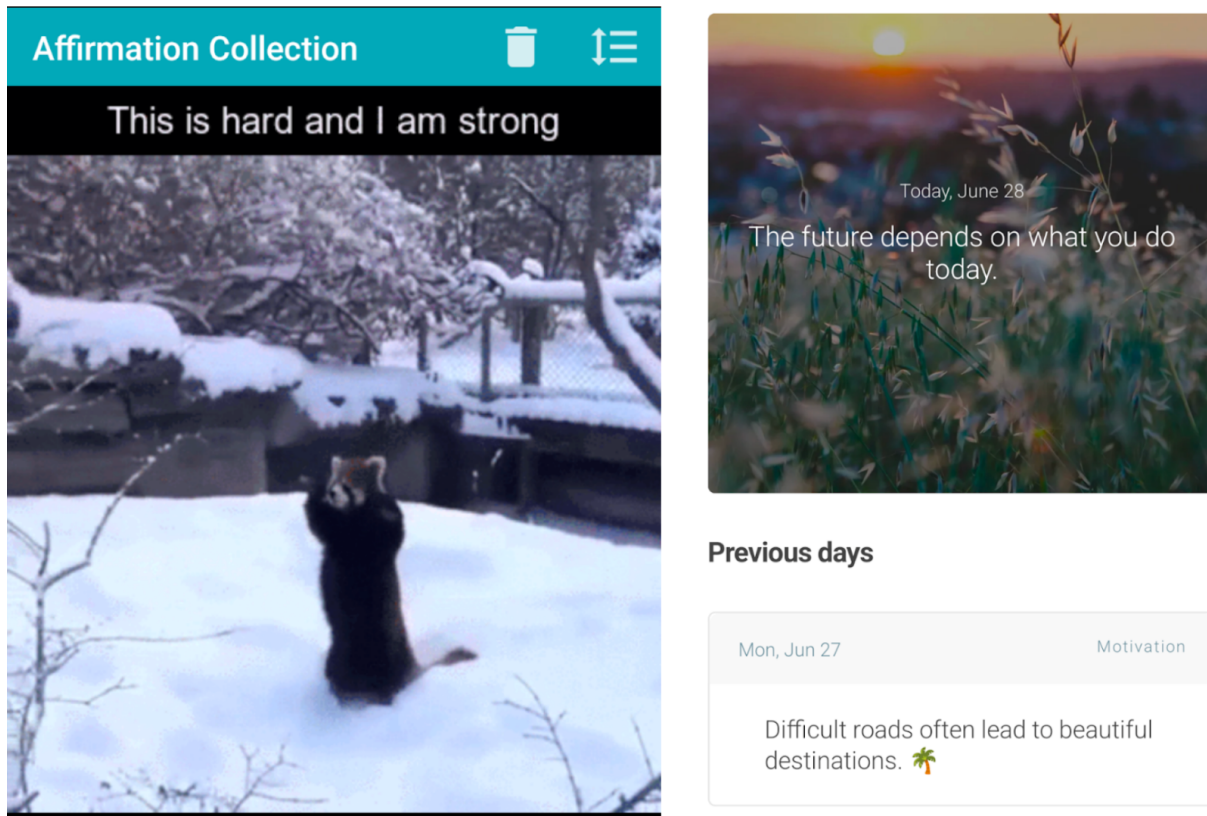 Affirmation Collection
This is hard and I am strong
Today, June 28
The future depends on what you do
today.
Previous days
Mon, Jun 27
Motivation
Difficult roads often lead to beautiful
destinations. 🌴